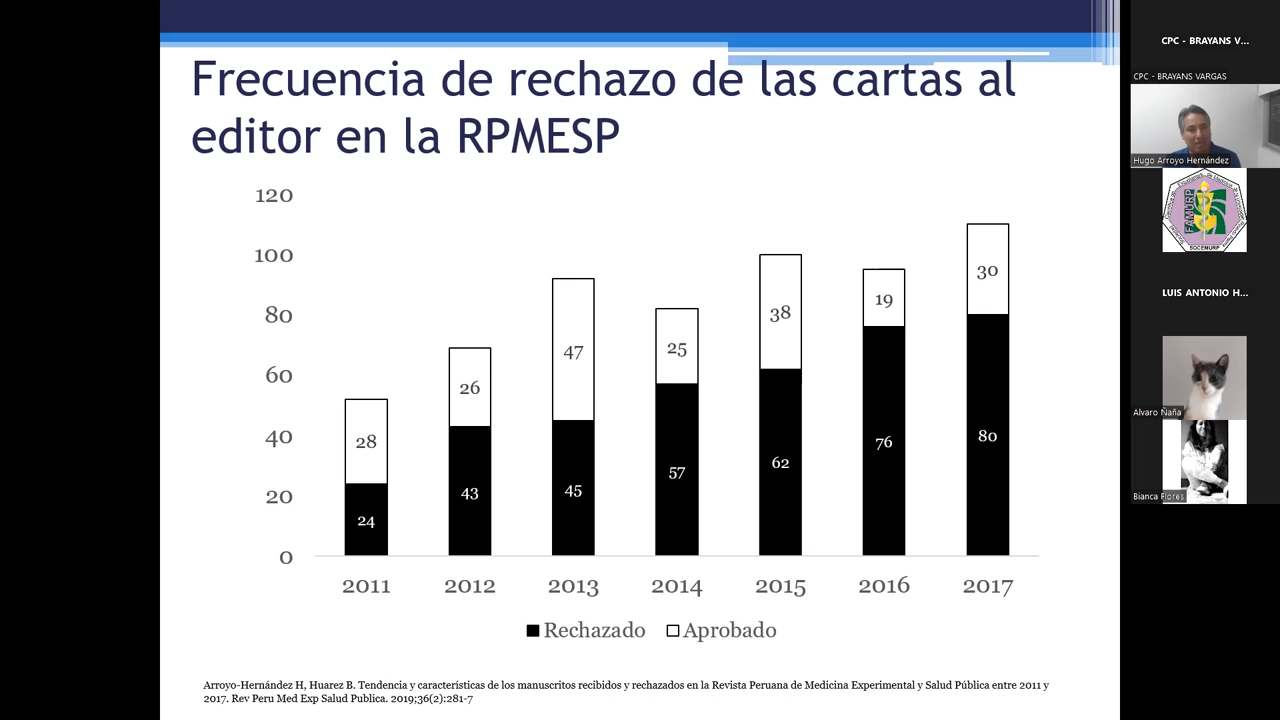 Frecuencia de rechazo de las cartas al
editor en la RPMESP
120
100
80
60
40
20
0
28
24
26
43
47
45
25
57
38
62
19
76
30
80
2011 2012 2013 2014 2015 2016 2017
Rechazado Aprobado
Arroyo-Hernández H, Huarez B. Tendencia y características de los manuscritos recibidos y rechazados en la Revista Peruana de Medicina Experimental y Salud Pública entre 2011 y
2017. Rev Peru Med Exp Salud Publica. 2019;36(2):281-7
CPC - BRAYANS V...
CPC - BRAYANS VARGAS
Hugo Arroyo Hernández
FAMURP
SOCEMURP
LUIS ANTONIO H...
Alvaro Ñaña
Bianca Flores